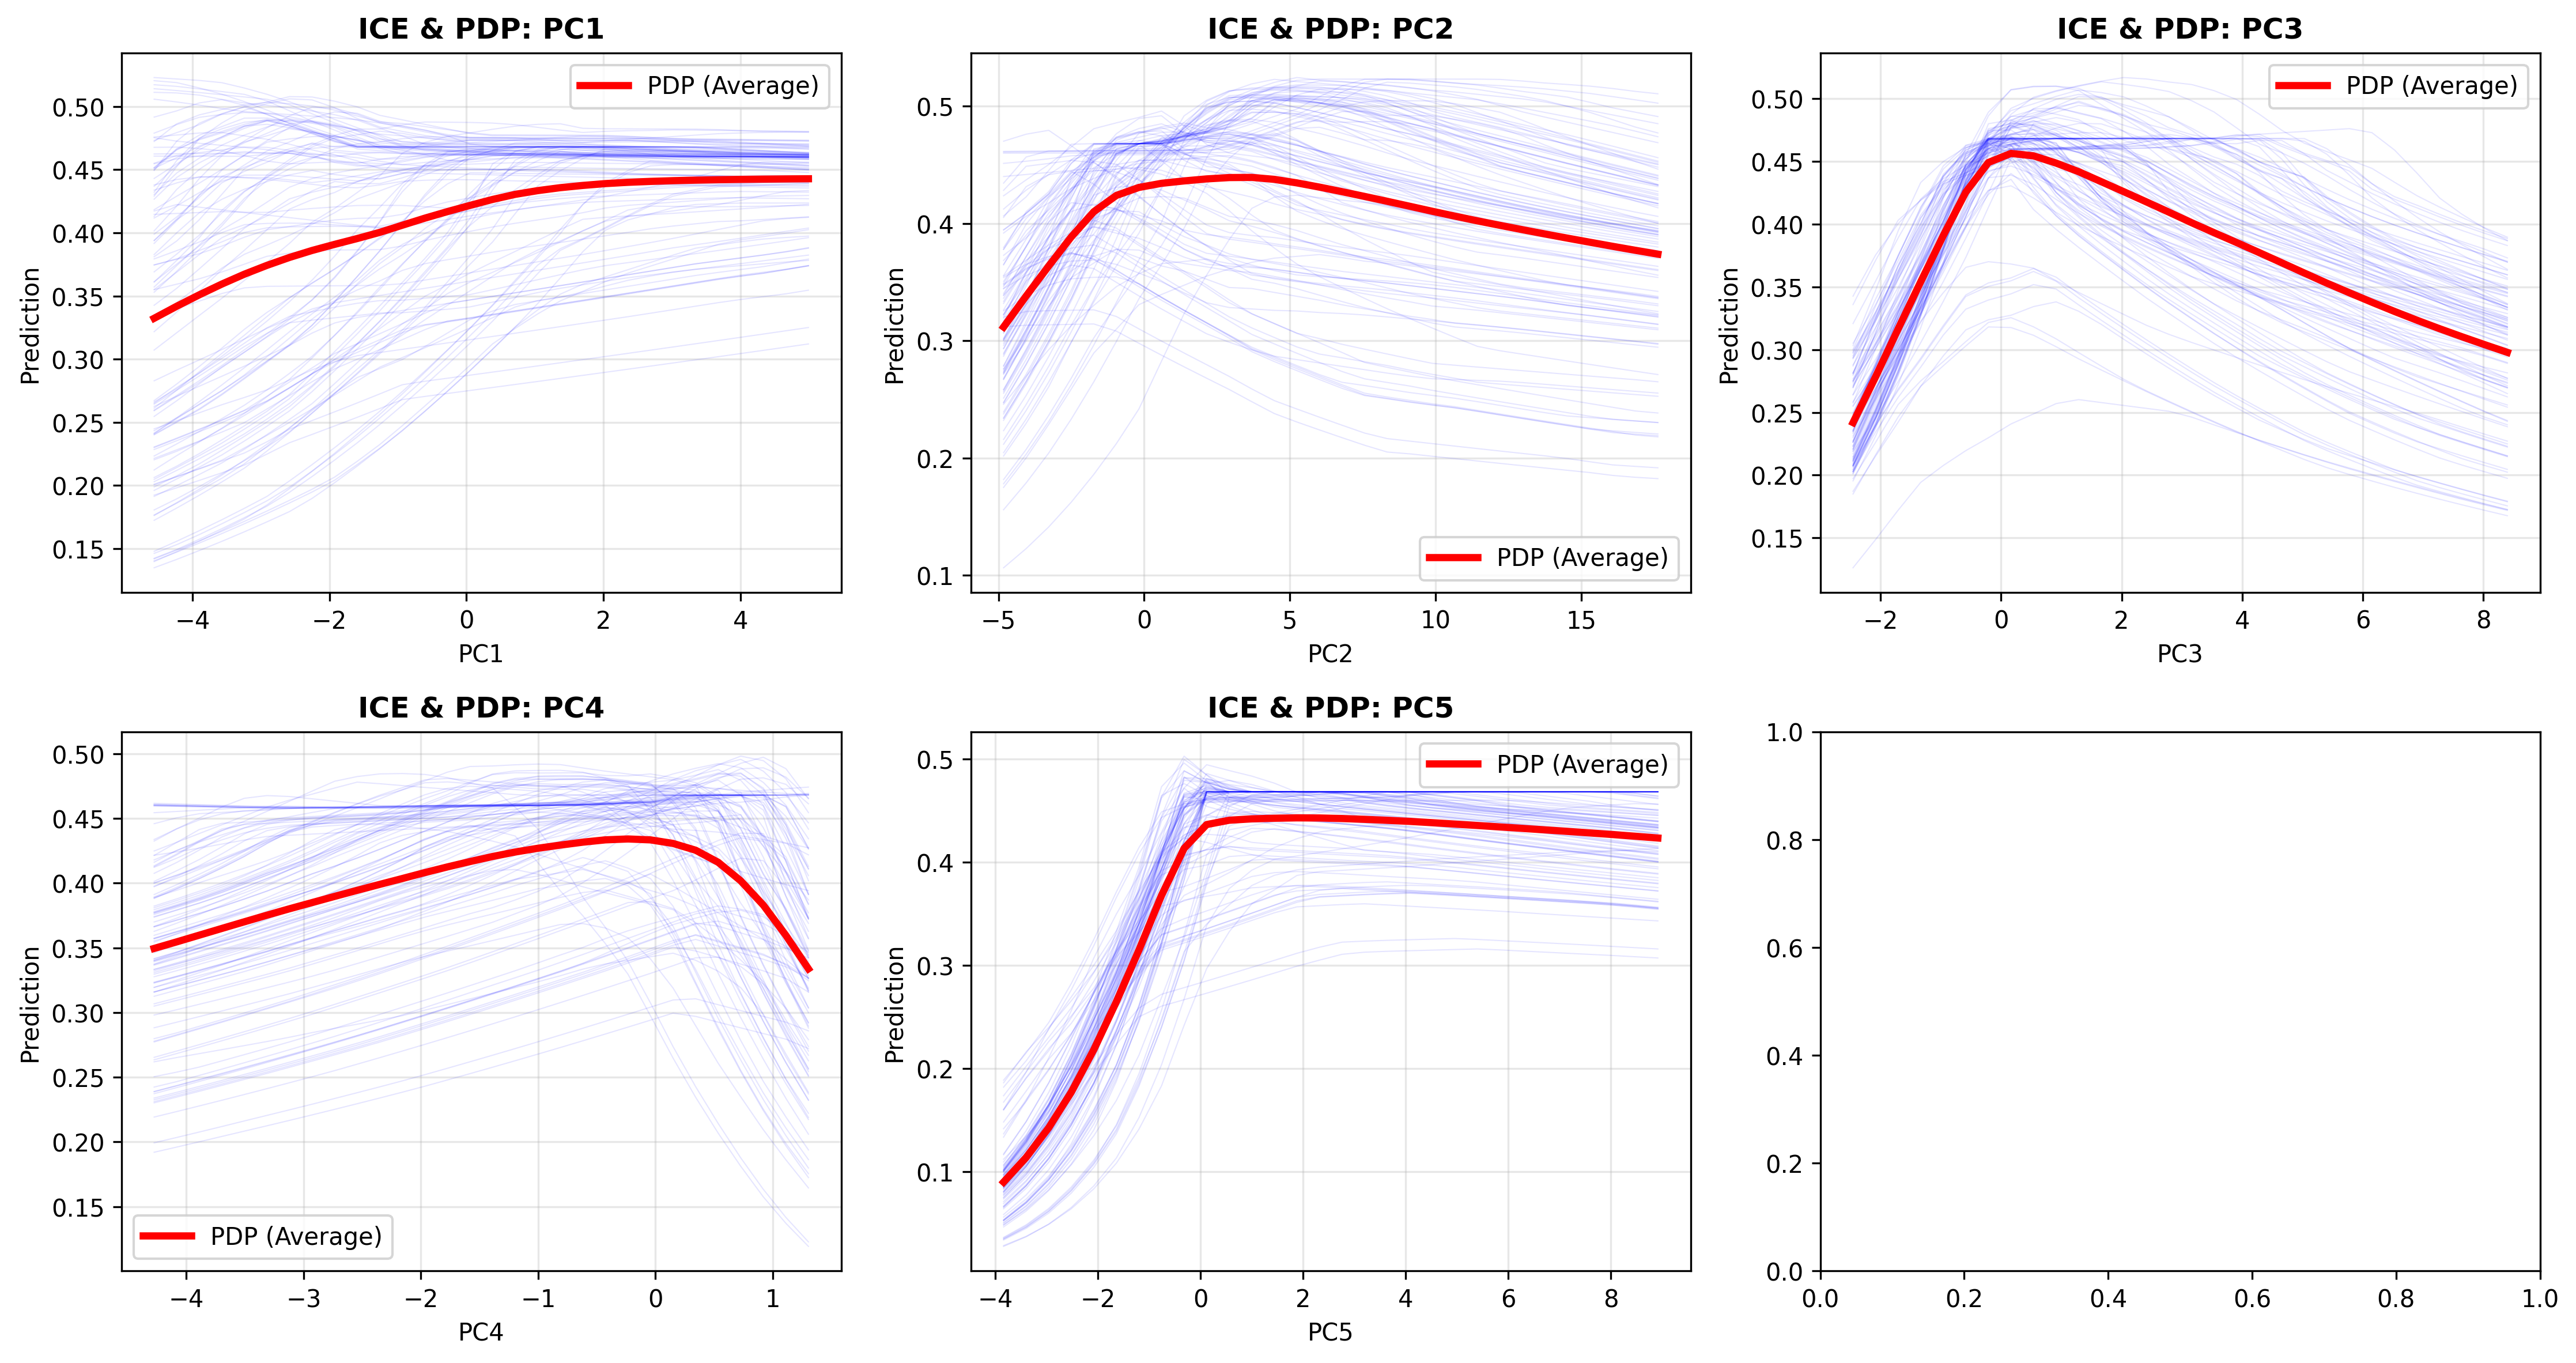 ICE & PDP: PC1
PDP (Average)
0.50
0.45
0.40
0.35
0.30
0.25
0.20
0.15
Prediction
−4 −2 0 2 4
PC1
ICE & PDP: PC2
0.5
0.4
0.3
0.2
0.1
Prediction
PDP (Average)
−5 0 5 10 15
PC2
ICE & PDP: PC3
PDP (Average)
0.50
0.45
0.40
0.35
0.30
0.25
0.20
0.15
Prediction
−2 0 2 4 6 8
PC3
ICE & PDP: PC4
0.50
0.45
0.40
0.35
0.30
0.25
0.20
0.15
Prediction
PDP (Average)
−4 −3 −2 −1 0 1
PC4
ICE & PDP: PC5
PDP (Average)
0.5
0.4
0.3
0.2
0.1
Prediction
−4 −2 0 2 4 6 8
PC5
1.0
0.8
0.6
0.4
0.2
0.0
0.0 0.2 0.4 0.6 0.8 1.0